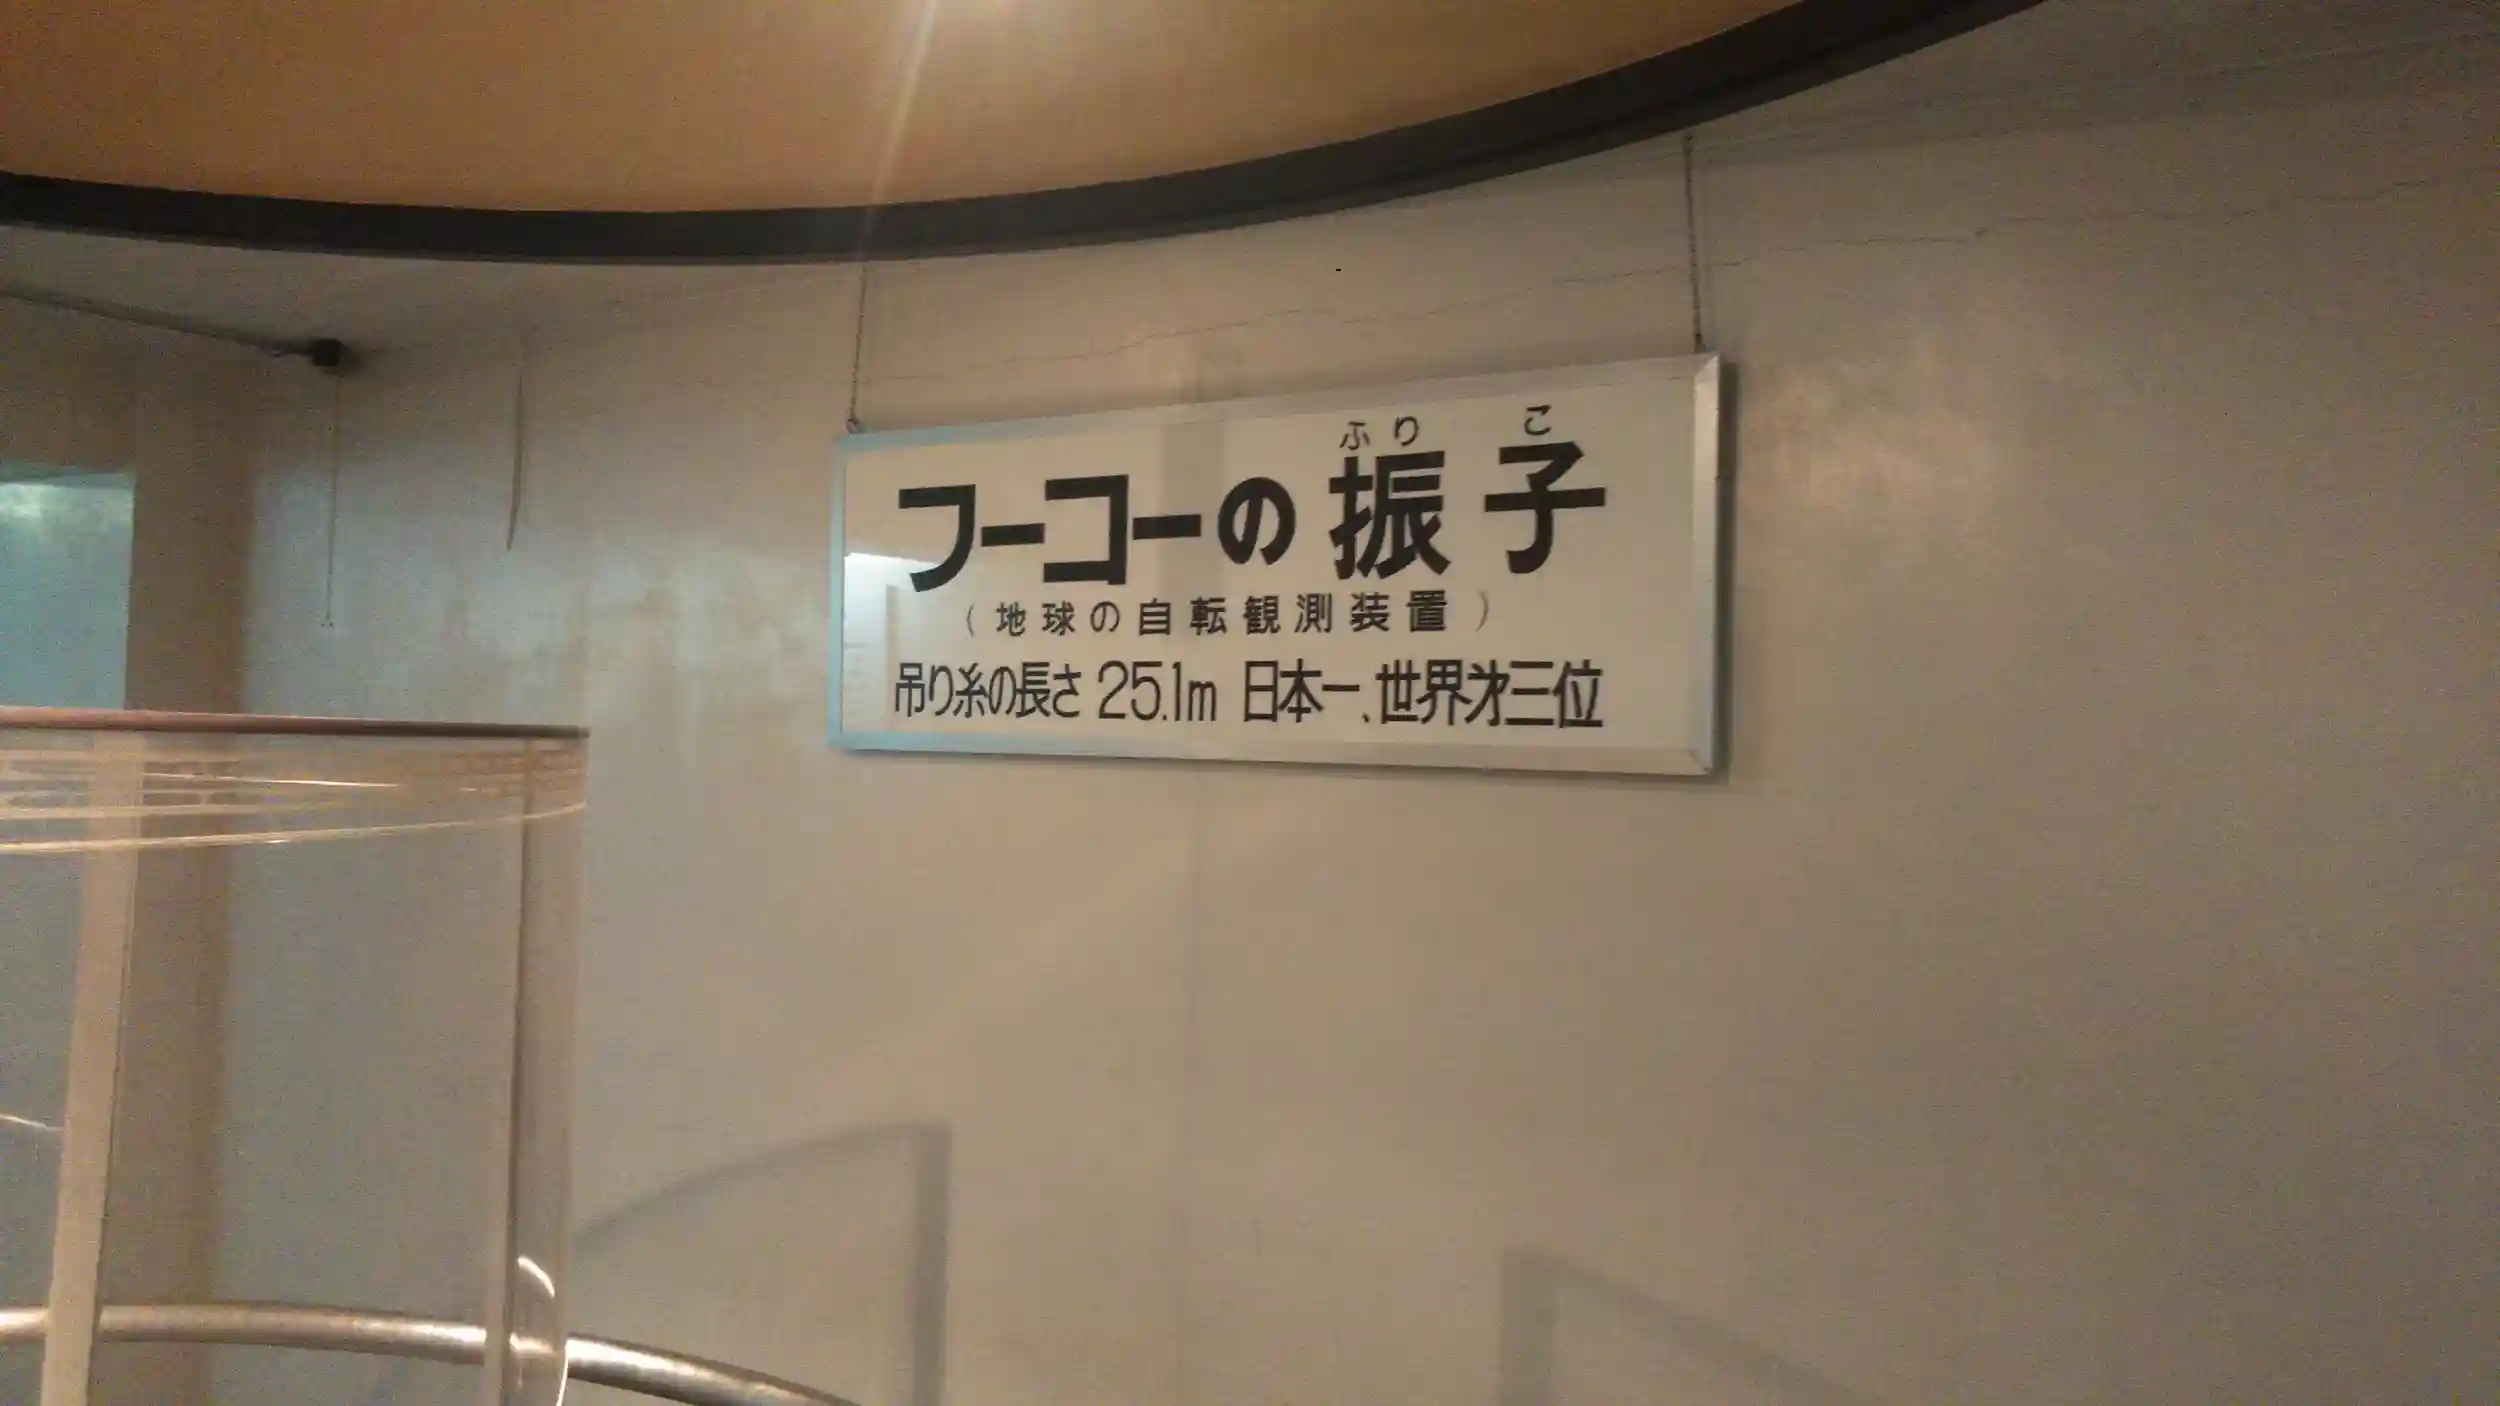 ふりこ
フーコーの振子
(地球の自転観測装置)
吊り糸の長さ 25.1m 日本一、世界㐧三位